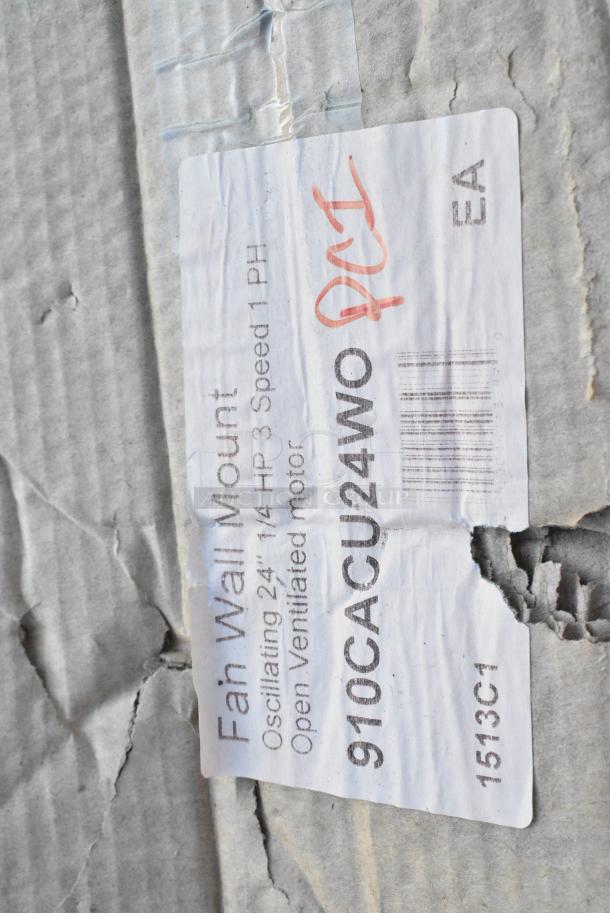 Fan Wall Mount
Oscillating 24" 1/4 HP 3 Speed 1 PH
Open Ventilated motor
910CACU24WO
1513C1
EA